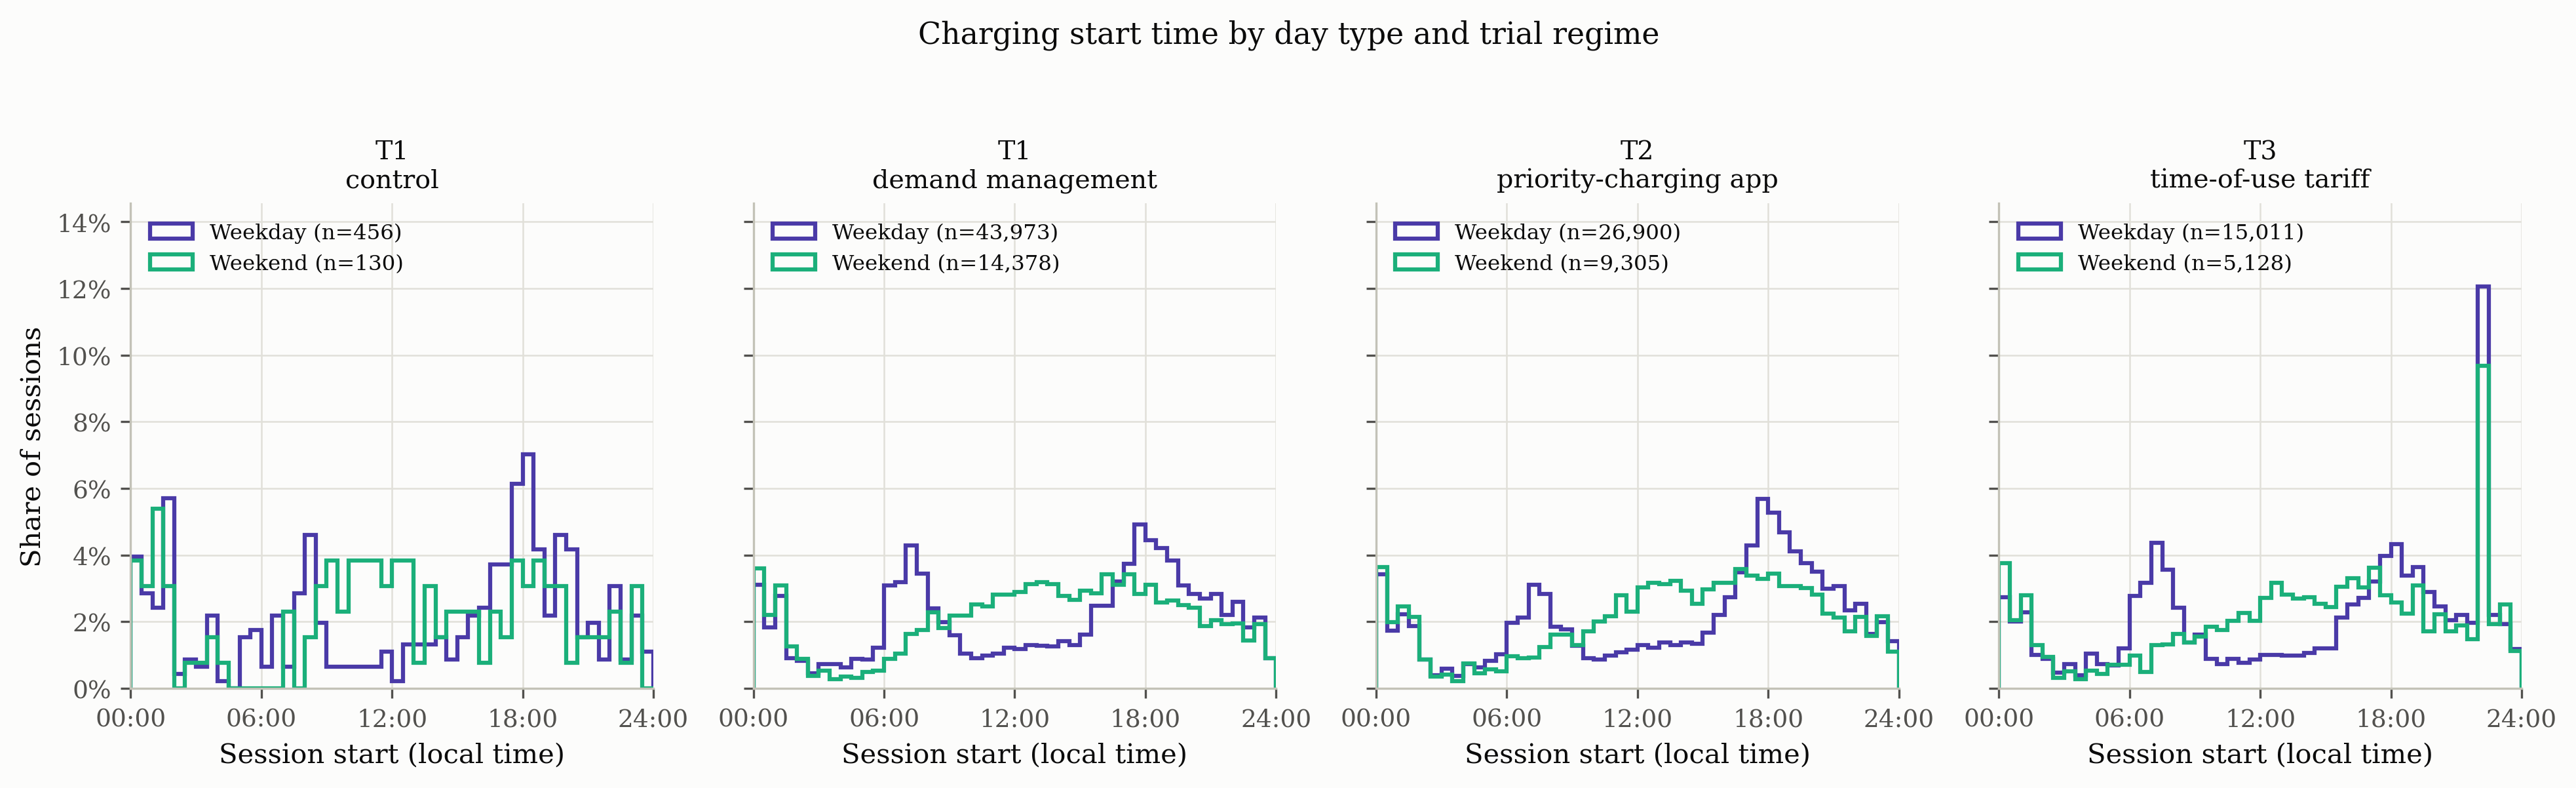 Charging start time by day type and trial regime
T1
control
T1
demand management
T2
priority-charging app
T3
time-of-use tariff
Share of sessions
14%
12%
10%
8%
6%
4%
2%
0%
Weekday (n=456)
Weekend (n=130)
Weekday (n=43,973)
Weekend (n=14,378)
Weekday (n=26,900)
Weekend (n=9,305)
Weekday (n=15,011)
Weekend (n=5,128)
00:00 06:00 12:00 18:00 24:00
00:00 06:00 12:00 18:00 24:00
00:00 06:00 12:00 18:00 24:00
00:00 06:00 12:00 18:00 24:00
Session start (local time)
Session start (local time)
Session start (local time)
Session start (local time)